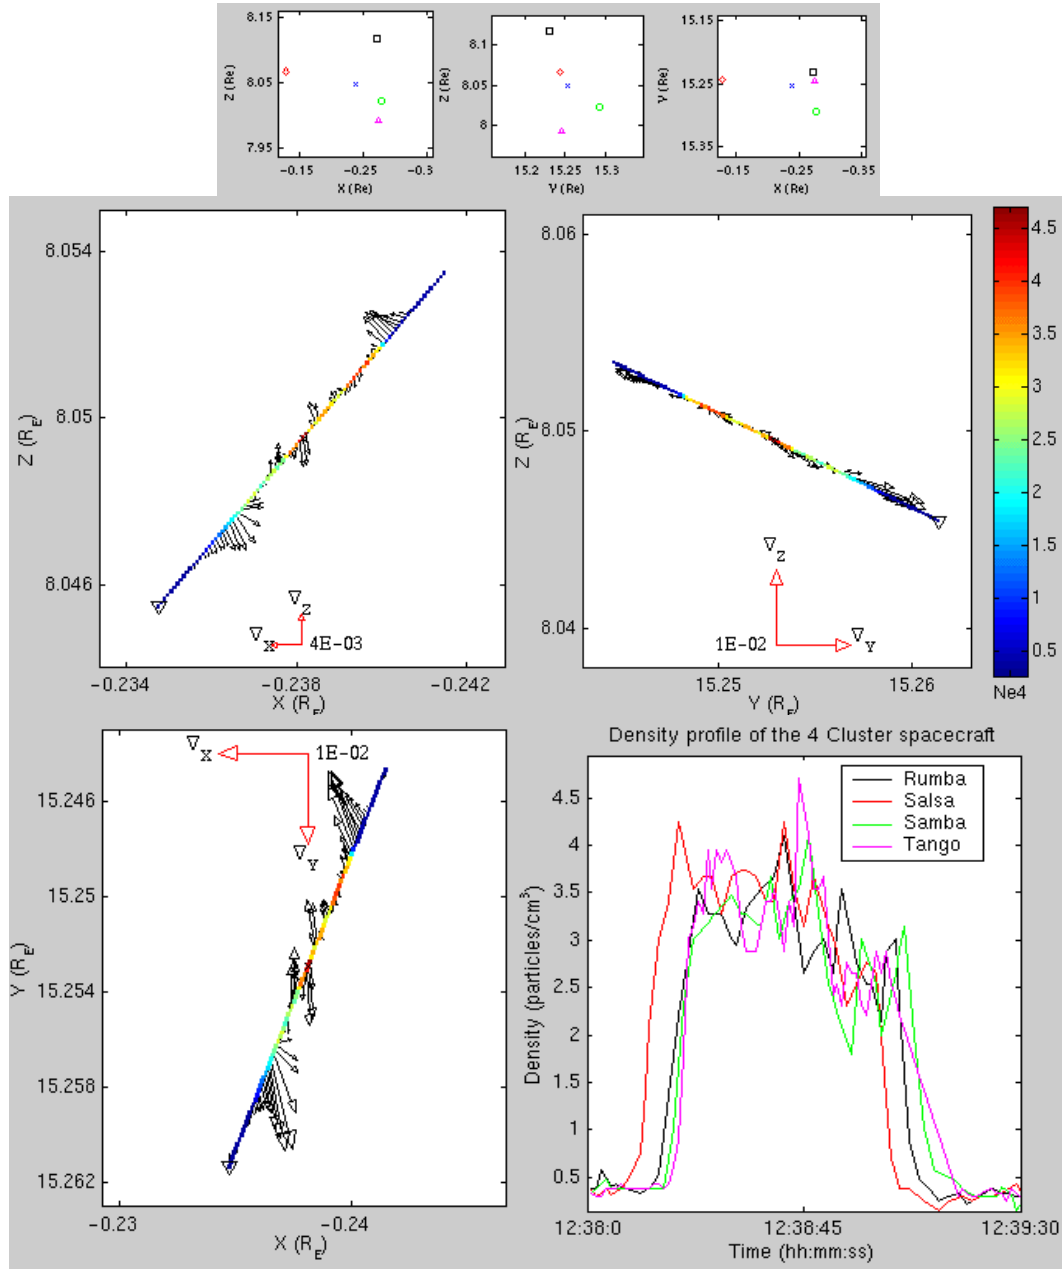 8.15
8.05
7.95
Z (Re)
−0.15
−0.25
−0.3
X (Re)
8.1
8.05
8
Z (Re)
15.2
15.25
15.3
Y (Re)
15.15
15.25
15.35
Y (Re)
−0.15
−0.25
−0.35
X (Re)
8.054
8.05
8.046
Z (R_E)
−0.234
−0.238
−0.242
X (R_E)
Z
X
4E−03
8.06
8.05
8.04
Z (R_E)
15.25
15.26
Y (R_E)
Z
1E−02
Y
4.5
4
3.5
3
2.5
2
1.5
1
0.5
Ne4
15.246
15.25
15.254
15.258
15.262
Y (R_E)
−0.23
−0.24
X (R_E)
X
1E−02
Y
Density profile of the 4 Cluster spacecraft
Rumba
Salsa
Samba
Tango
4.5
4
3.5
3
2.5
2
1.5
1
0.5
Density (particles/cm³)
12:38:0
12:38:45
12:39:30
Time (hh:mm:ss)